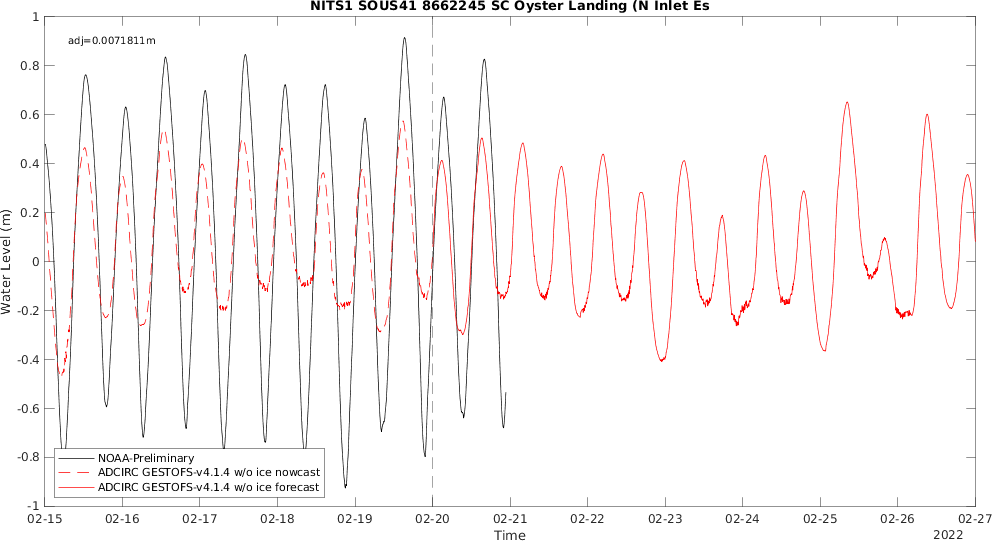 NITS1 SOUS41 8662245 SC Oyster Landing (N Inlet Es
adj=0.0071811m
Water Level (m)
1
0.8
0.6
0.4
0.2
0
-0.2
-0.4
-0.6
-0.8
-1
NOAA-Preliminary
ADCIRC GESTOFS-v4.1.4 w/o ice nowcast
ADCIRC GESTOFS-v4.1.4 w/o ice forecast
02-15 02-16 02-17 02-18 02-19 02-20 02-21 02-22 02-23 02-24 02-25 02-26 02-27
Time
2022